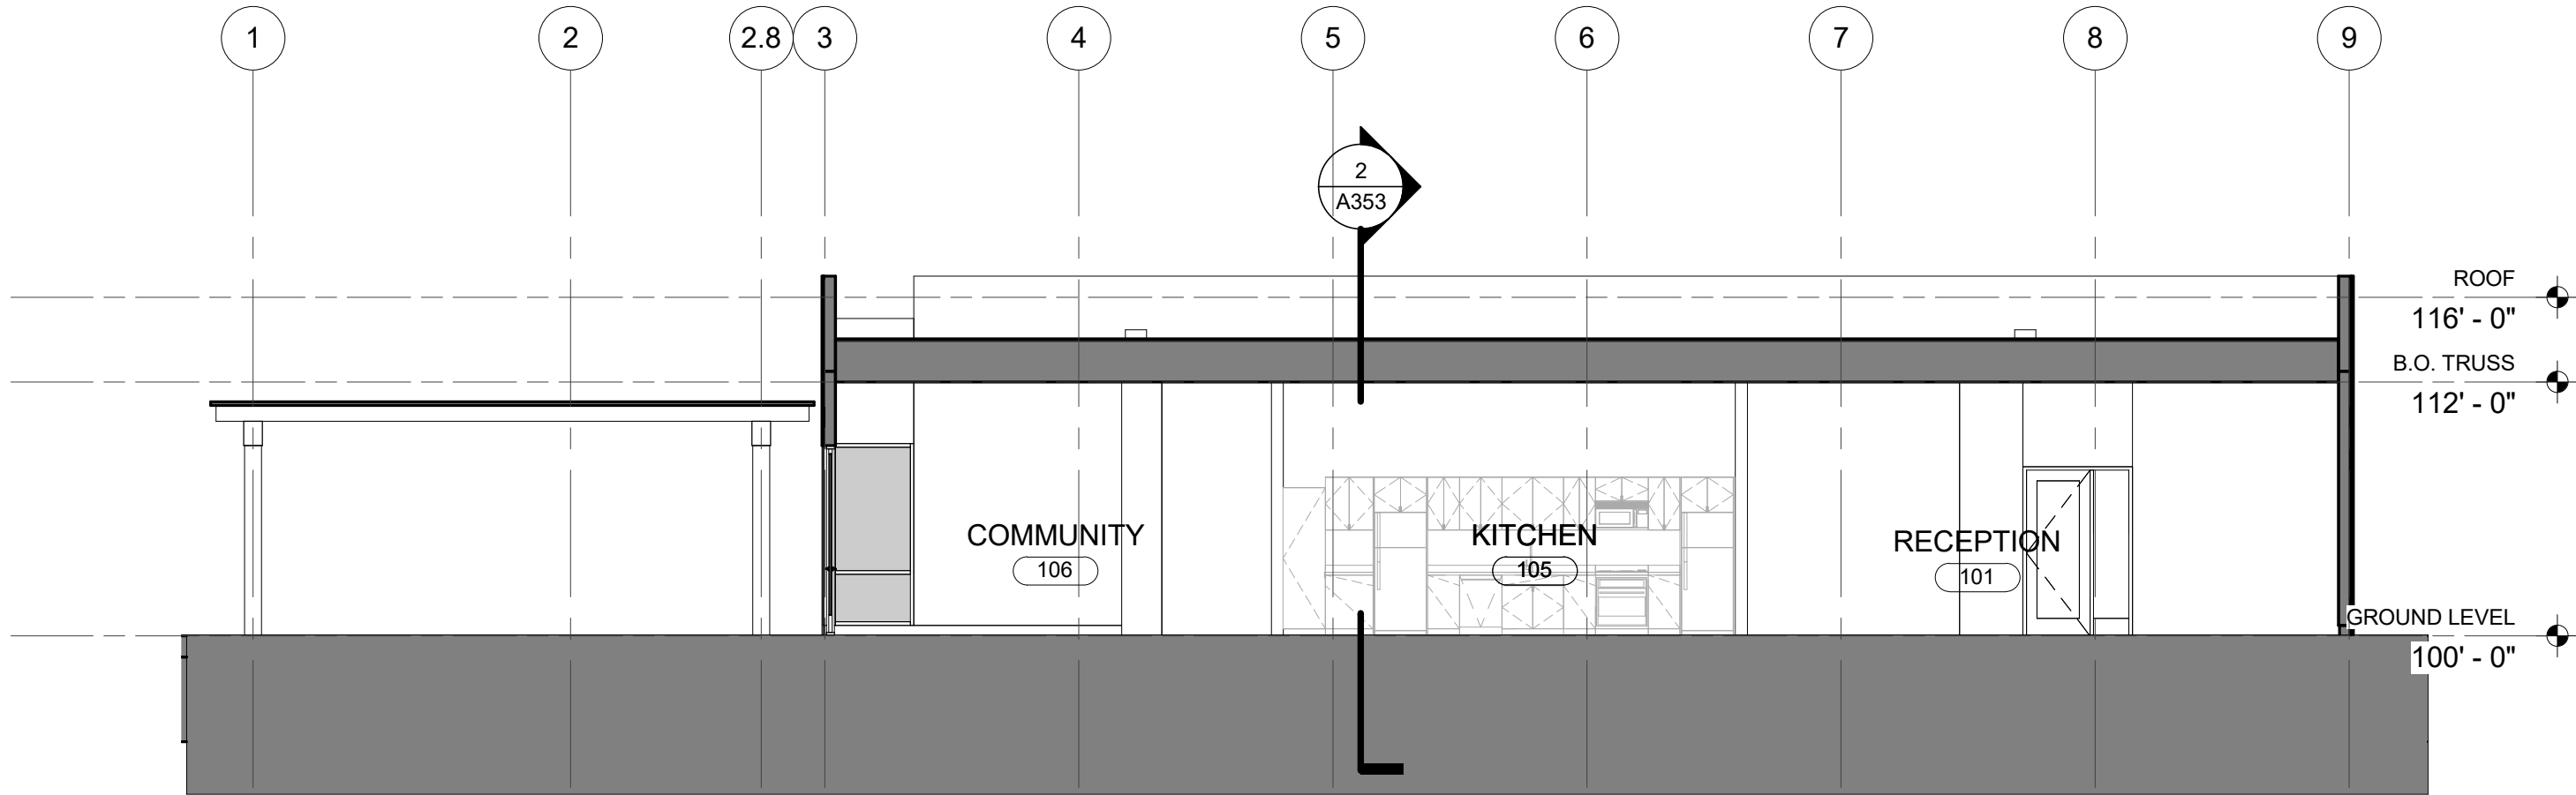 1
2
2.8
3
4
5
6
7
8
9
2
A353
ROOF
116' - 0"
B.O. TRUSS
112' - 0"
COMMUNITY
106
KITCHEN
105
RECEPTION
101
GROUND LEVEL
100' - 0"